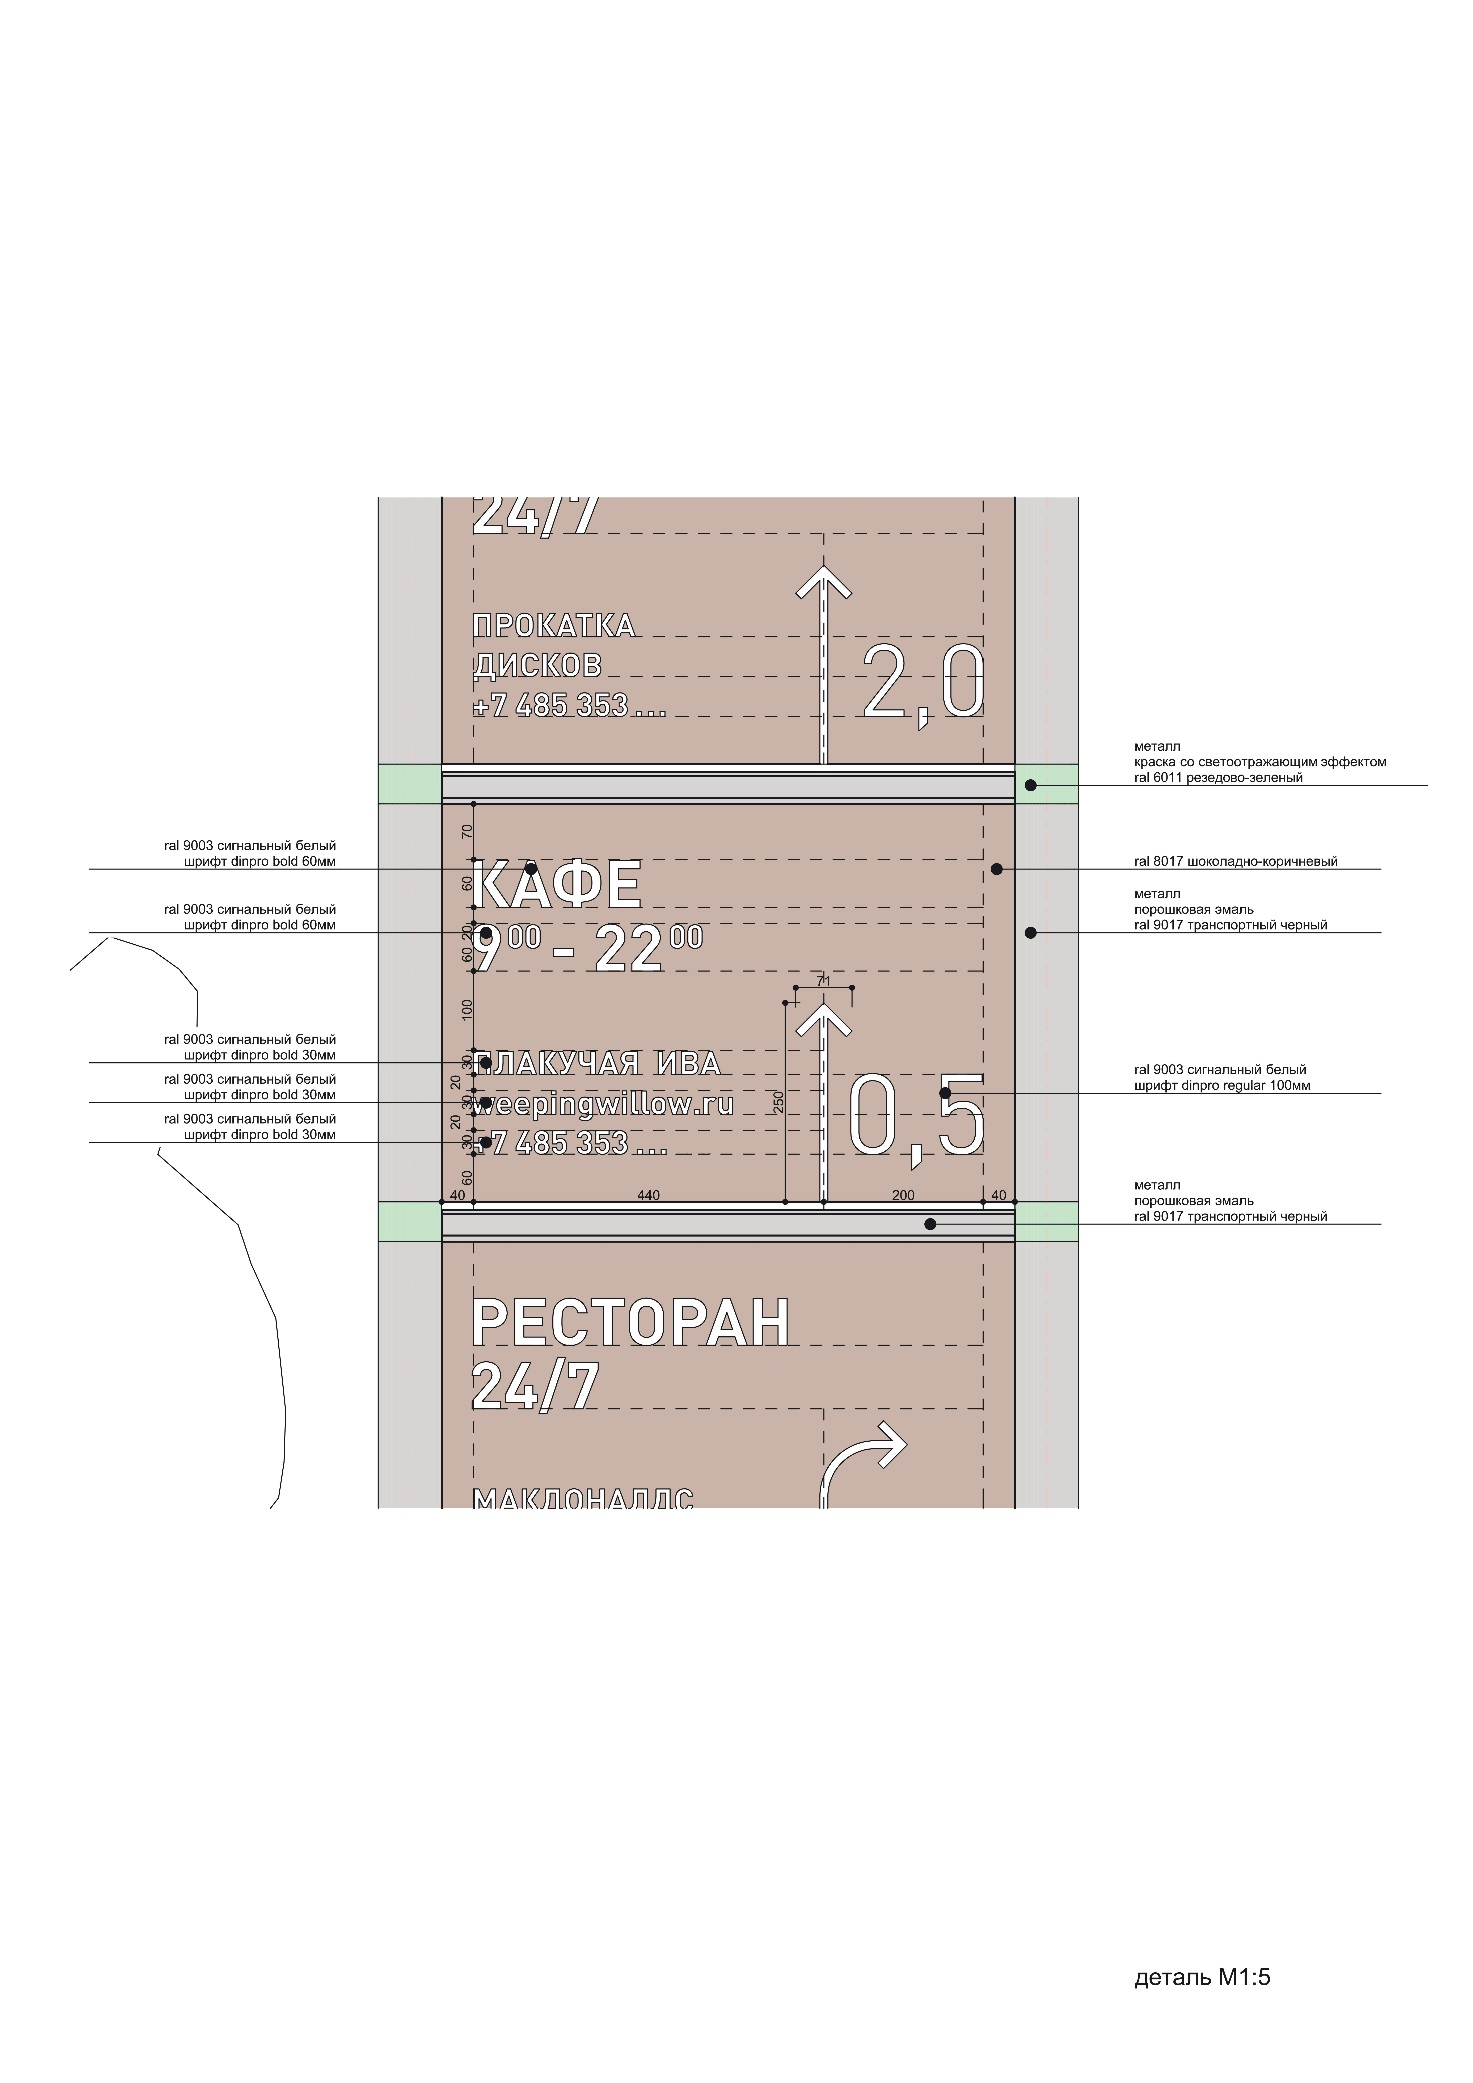 24/7
ПРОКАТКА
ДИСКОВ
+7 485 353 ...
2,0
металл
краска со светоотражающим эффектом
ral 6011 резедово-зеленый
70
ral 9003 сигнальный белый
шрифт dinpro bold 60мм
60
КАФЕ
ral 8017 шоколадно-коричневый
металл
порошковая эмаль
ral 9017 транспортный черный
ral 9003 сигнальный белый
шрифт dinpro bold 60мм
20
60
9⁰⁰ - 22⁰⁰
71
100
ral 9003 сигнальный белый
шрифт dinpro bold 30мм
30
ПЛАКУЧАЯ ИВА
20
ral 9003 сигнальный белый
шрифт dinpro bold 30мм
30
weepingwillow.ru
250
0,5
ral 9003 сигнальный белый
шрифт dinpro regular 100мм
20
ral 9003 сигнальный белый
шрифт dinpro bold 30мм
30
+7 485 353 ...
60
40
440
200
40
металл
порошковая эмаль
ral 9017 транспортный черный
РЕСТОРАН
24/7
МАКДОНАЛДС
деталь М1:5